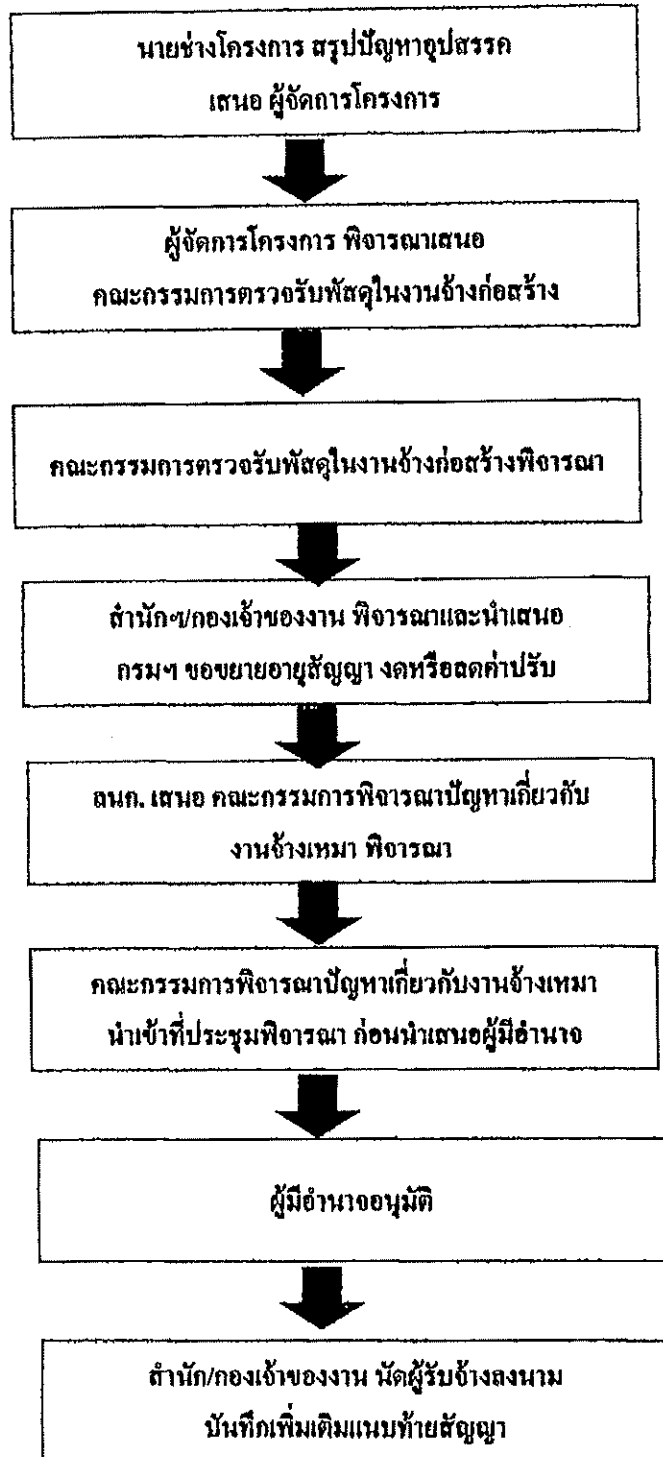 นายช่างโครงการ สรุปปัญหาอุปสรรค
เสนอ ผู้จัดการโครงการ
ผู้จัดการโครงการ พิจารณาเสนอ
คณะกรรมการตรวจรับพัสดุในงานจ้างก่อสร้าง
คณะกรรมการตรวจรับพัสดุในงานจ้างก่อสร้างพิจารณา
สำนักฯ/กองเจ้าของงาน พิจารณาและนำเสนอ
กรมฯ ขอขยายอายุสัญญา งดหรือลดค่าปรับ
ลนก. เสนอ คณะกรรมการพิจารณาปัญหาเกี่ยวกับ
งานจ้างเหมา พิจารณา
คณะกรรมการพิจารณาปัญหาเกี่ยวกับงานจ้างเหมา
นำเข้าที่ประชุมพิจารณา ก่อนนำเสนอผู้มีอำนาจ
ผู้มีอำนาจอนุมัติ
สำนัก/กองเจ้าของงาน นัดผู้รับจ้างลงนาม
บันทึกเพิ่มเติมแนบท้ายสัญญา